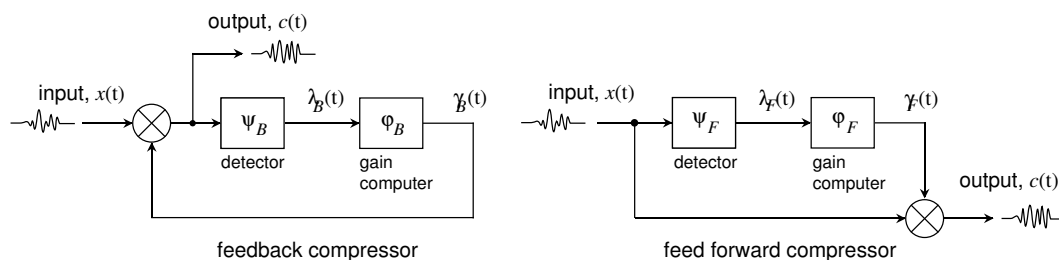 output, c(t)
input, x(t)
λB(t)
γB(t)
ψB
φB
detector
gain
computer
feedback compressor
input, x(t)
λF(t)
γF(t)
ψF
φF
detector
gain
computer
output, c(t)
feed forward compressor